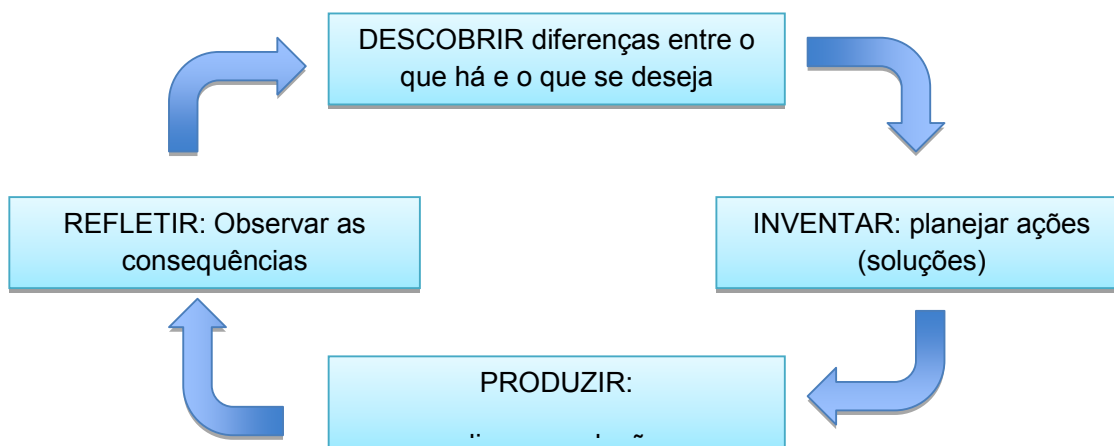 DESCOBRIR diferenças entre o
que há e o que se deseja
REFLETIR: Observar as
consequências
INVENTAR: planejar ações
(soluções)
PRODUZIR: